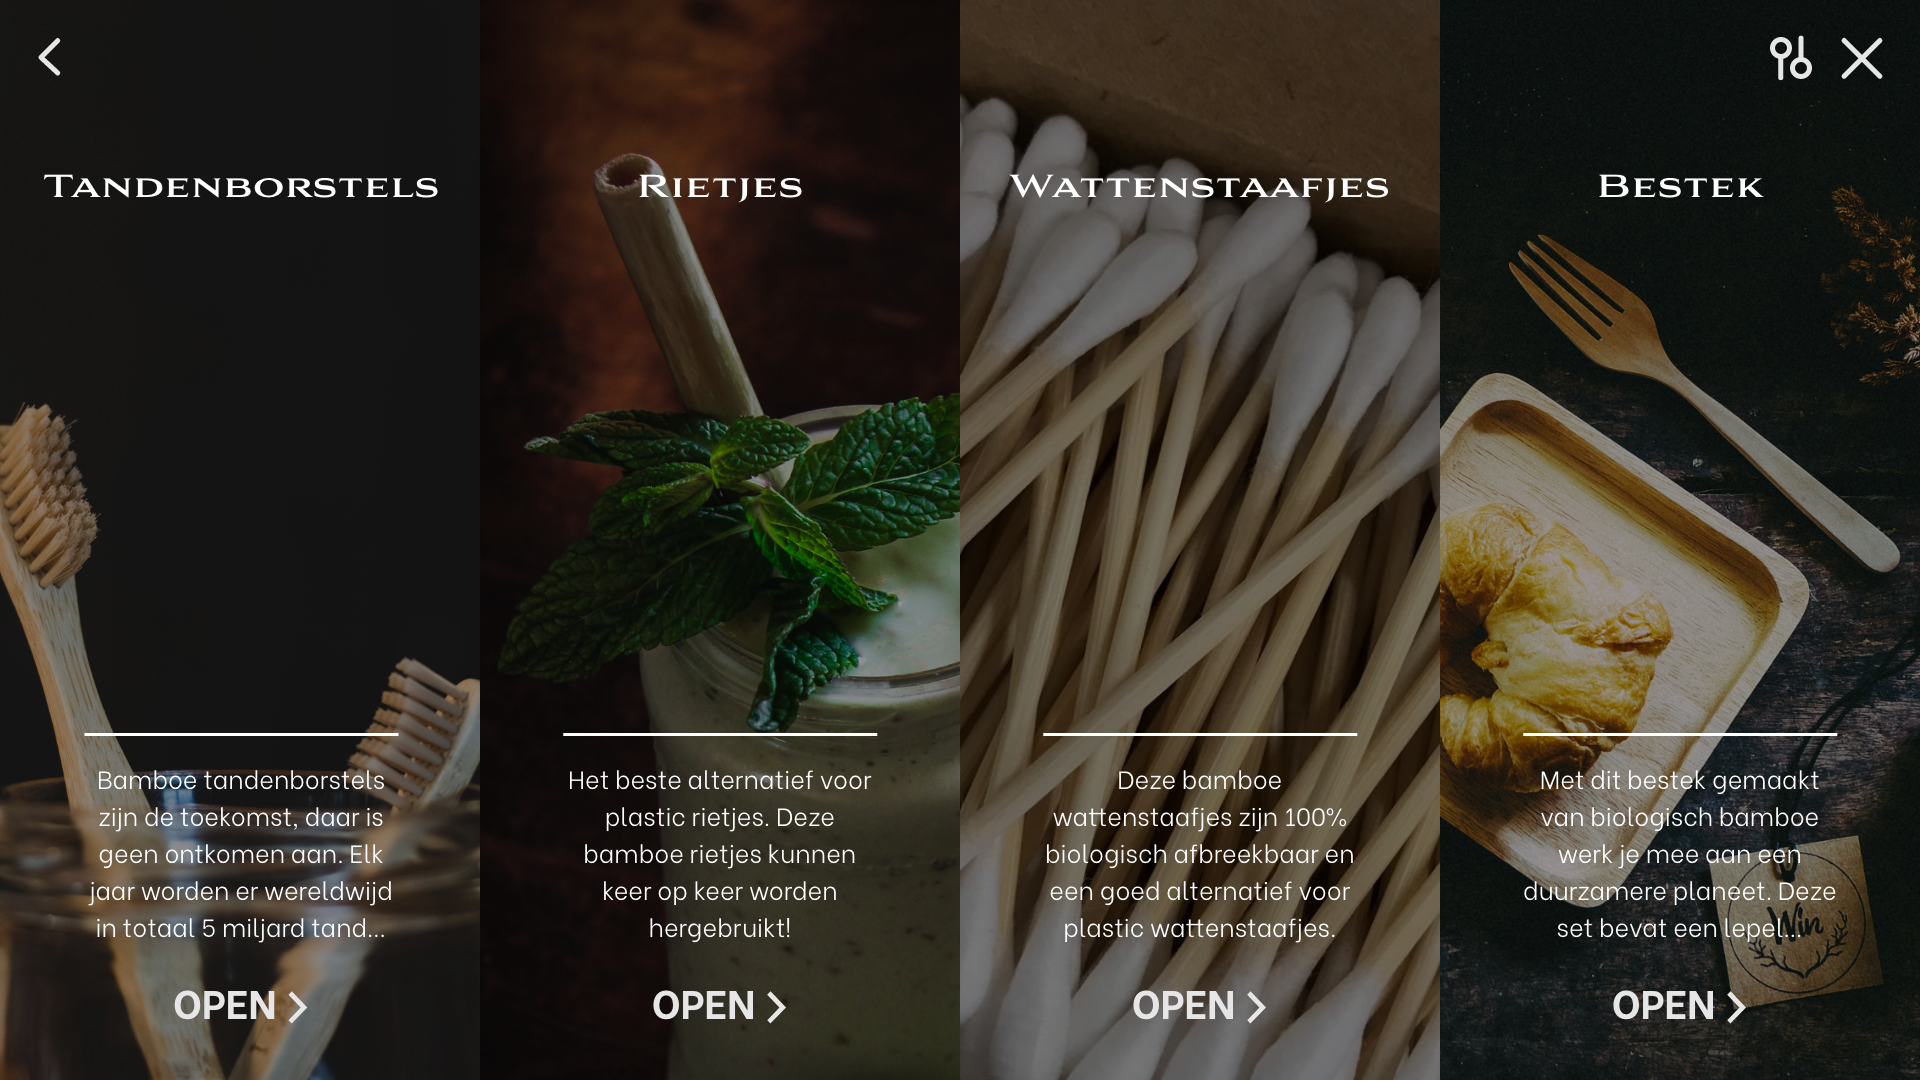 TANDENBORSTELS
Bamboe tandenborstels
zijn de toekomst, daar is
geen ontkomen aan. Elk
jaar worden er wereldwijd
in totaal 5 miljard tand...
OPEN
RIETJES
Het beste alternatief voor
plastic rietjes. Deze
bamboe rietjes kunnen
keer op keer worden
hergebruikt!
OPEN
WATTENSTAAFJES
Deze bamboe
wattenstaafjes zijn 100%
biologisch afbreekbaar en
een goed alternatief voor
plastic wattenstaafjes.
OPEN
BESTEK
Met dit bestek gemaakt
van biologisch bamboe
werk je mee aan een
duurzamere planeet. Deze
set bevat een lepel...
Win
OPEN